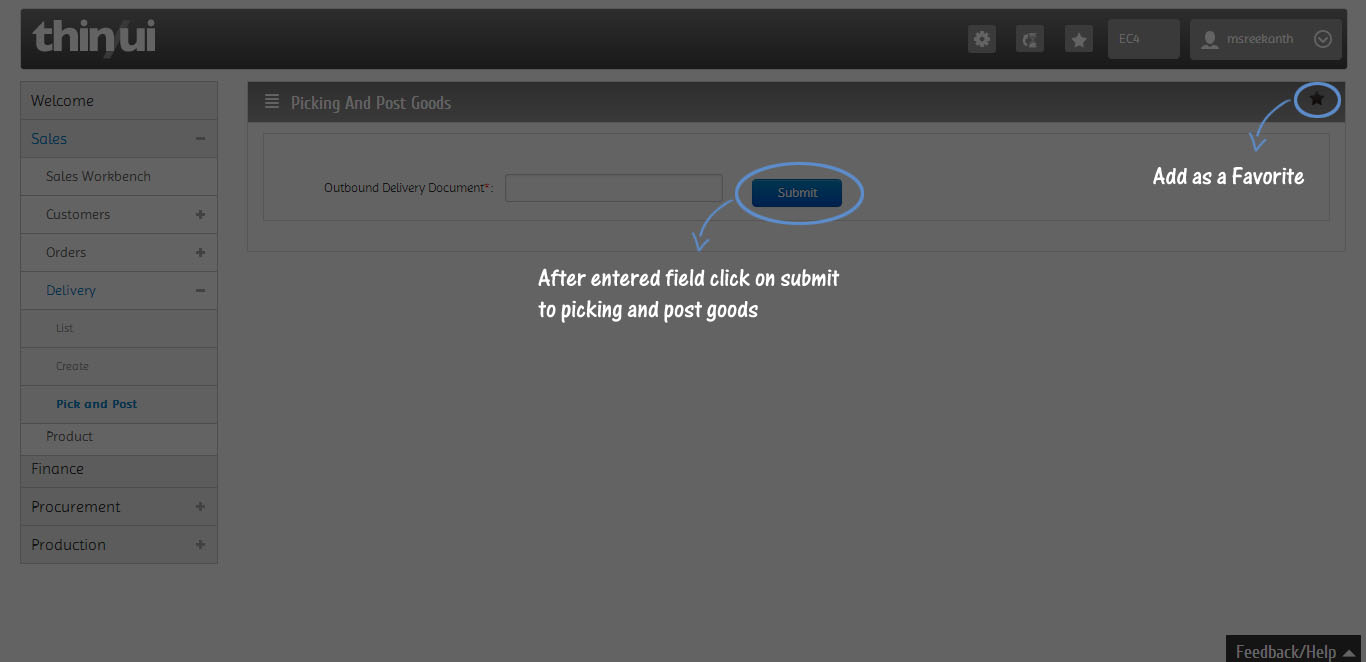 thin/ui
EC4
msreekanth
Welcome
Sales
Sales Workbench
Customers
Orders
Delivery
List
Create
Pick and Post
Product
Finance
Procurement
Production
Picking And Post Goods
Outbound Delivery Document*:
Submit
Add as a Favorite
After entered field click on submit
to picking and post goods
Feedback/Help